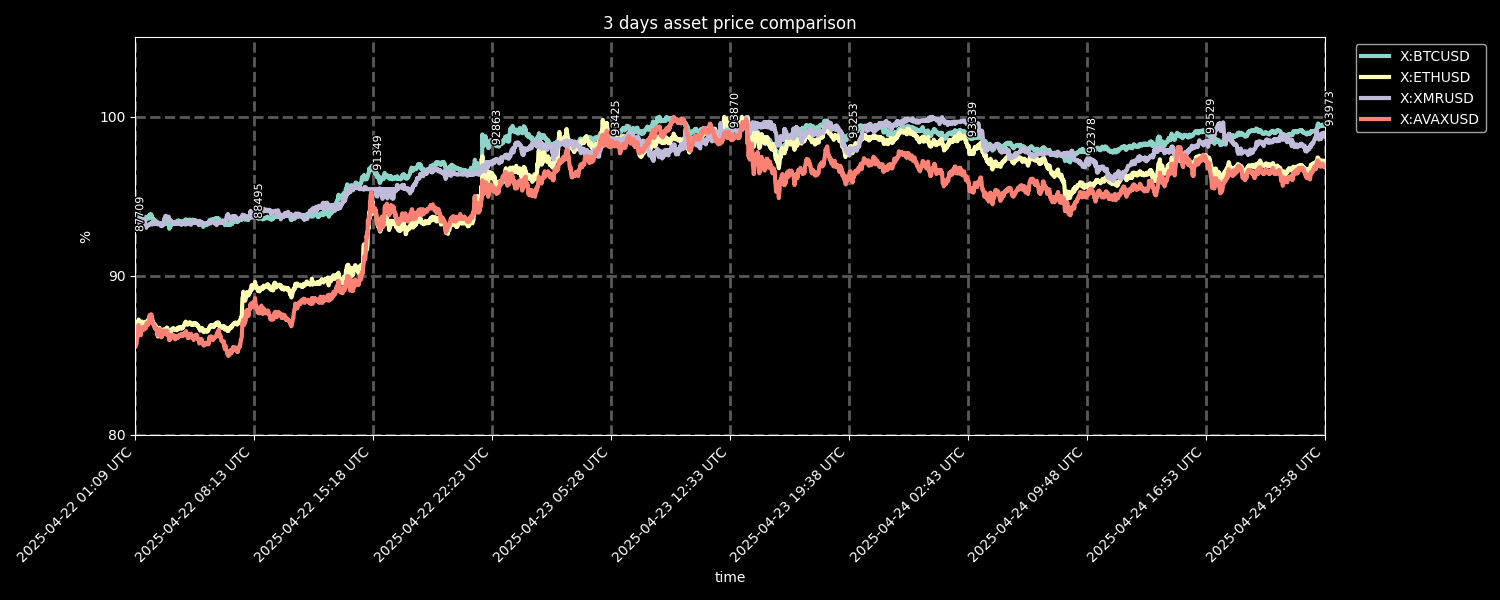 3 days asset price comparison
X:BTCUSD
X:ETHUSD
X:XMRUSD
X:AVAXUSD
100
90
80
%
87709
88495
91349
92863
93425
93870
93253
93339
92378
93529
93973
2025-04-22 01:09 UTC
2025-04-22 08:13 UTC
2025-04-22 15:18 UTC
2025-04-22 22:23 UTC
2025-04-23 05:28 UTC
2025-04-23 12:33 UTC
2025-04-23 19:38 UTC
2025-04-24 02:43 UTC
2025-04-24 09:48 UTC
2025-04-24 16:53 UTC
2025-04-24 23:58 UTC
time